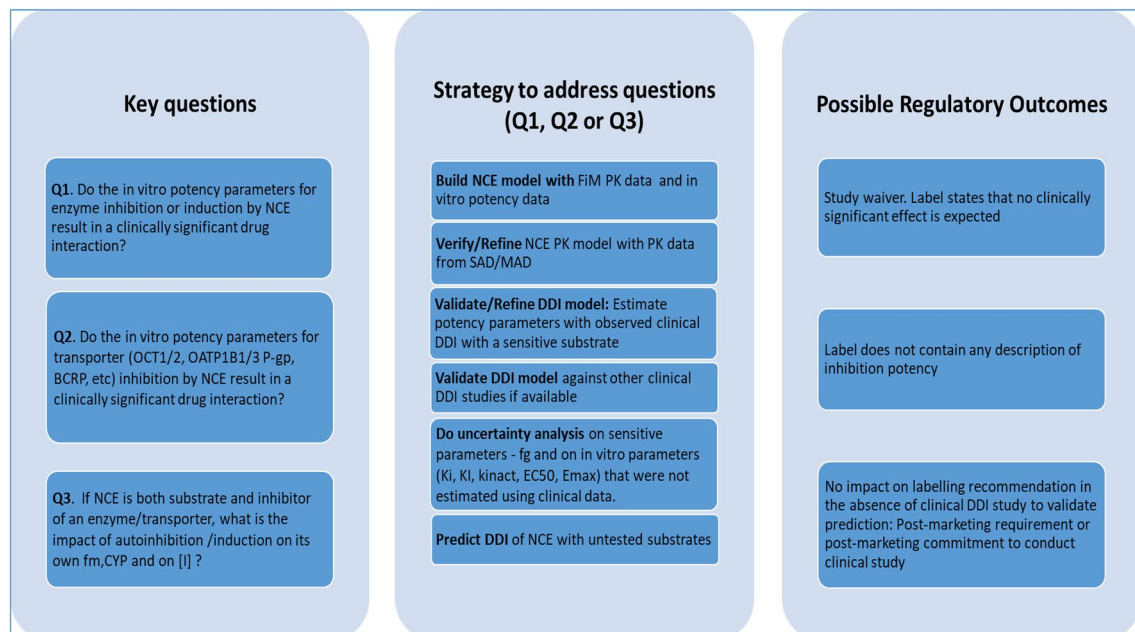 Key questions
Q1. Do the in vitro potency parameters for
enzyme inhibition or induction by NCE
result in a clinically significant drug
interaction?
Q2. Do the in vitro potency parameters for
transporter (OCT1/2, OATP1B1/3 P-gp,
BCRP, etc) inhibition by NCE result in a
clinically significant drug interaction?
Q3. If NCE is both substrate and inhibitor
of an enzyme/transporter, what is the
impact of autoinhibition /induction on its
own fm,CYP and on [I] ?
Strategy to address questions
(Q1, Q2 or Q3)
Build NCE model with FiM PK data and in
vitro potency data
Verify/Refine NCE PK model with PK data
from SAD/MAD
Validate/Refine DDI model: Estimate
potency parameters with observed clinical
DDI with a sensitive substrate
Validate DDI model against other clinical
DDI studies if available
Do uncertainty analysis on sensitive
parameters - fg and on in vitro parameters
(Ki, KI, kinact, EC50, Emax) that were not
estimated using clinical data.
Predict DDI of NCE with untested substrates
Possible Regulatory Outcomes
Study waiver. Label states that no clinically
significant effect is expected
Label does not contain any description of
inhibition potency
No impact on labelling recommendation in
the absence of clinical DDI study to validate
prediction: Post-marketing requirement or
post-marketing commitment to conduct
clinical study